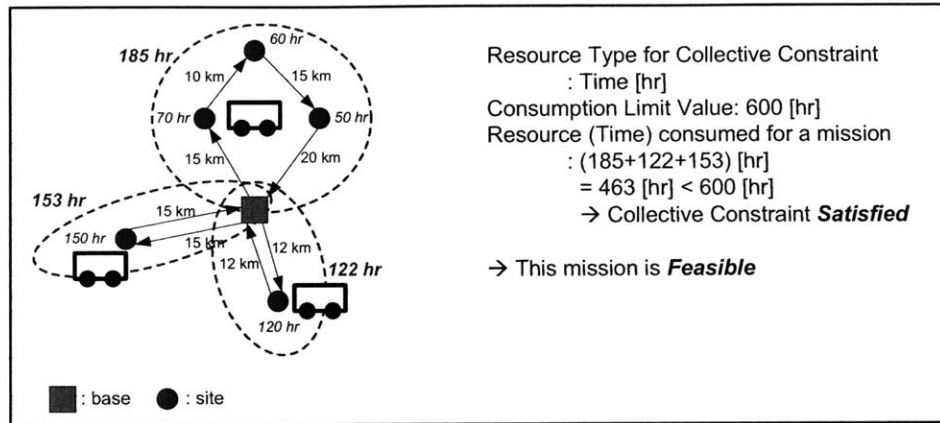 185 hr
60 hr
10 km
15 km
70 hr
50 hr
15 km
20 km
153 hr
15 km
150 hr
15 km
12 km
12 km
122 hr
120 hr
: base
: site
Resource Type for Collective Constraint
: Time [hr]
Consumption Limit Value: 600 [hr]
Resource (Time) consumed for a mission
: (185+122+153) [hr]
= 463 [hr] < 600 [hr]
→ Collective Constraint Satisfied
→ This mission is Feasible